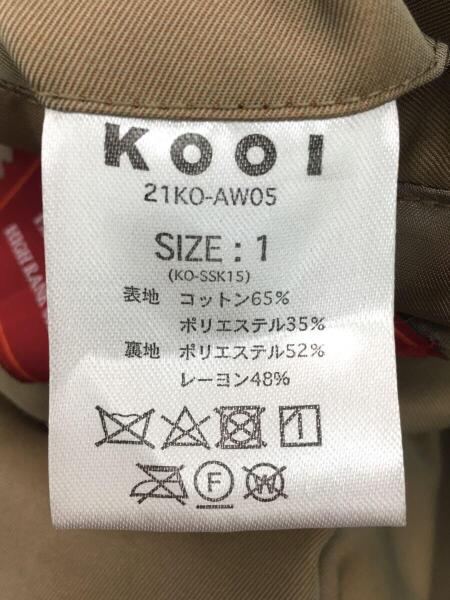 KOOI
21KO-AW05
SIZE : 1
(KO-SSK15)
表地 コットン65%
ポリエステル35%
裏地 ポリエステル52%
レーヨン48%
F
W
HIGH RANK